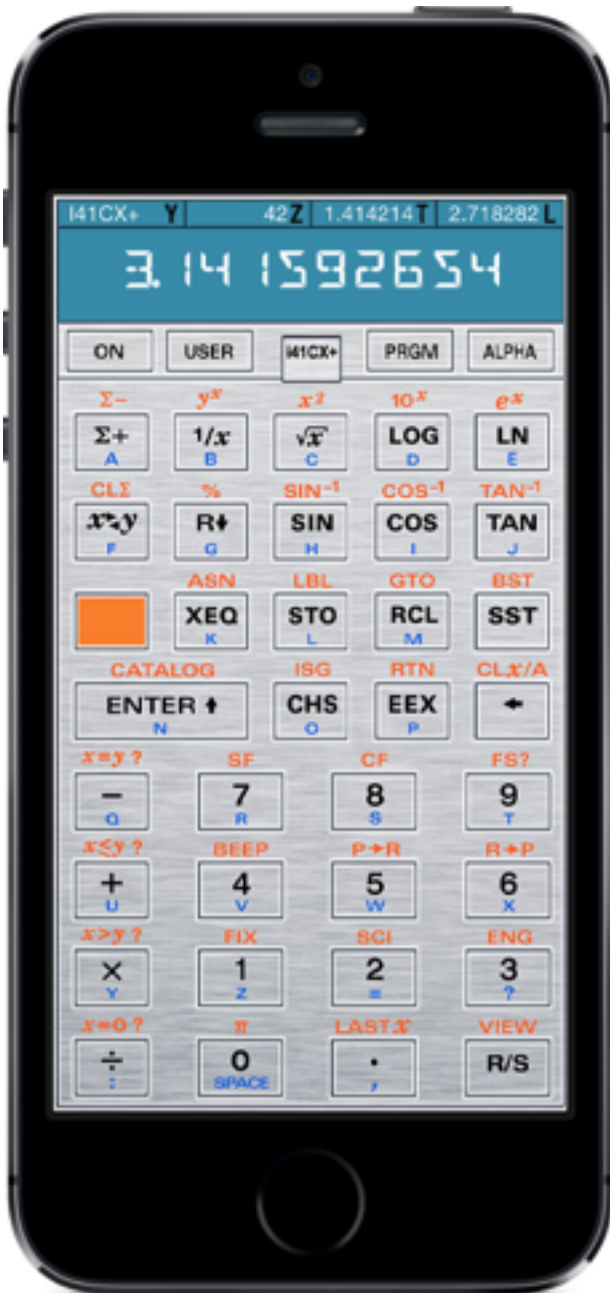 I41CX+ Y 42 Z 1.414214 T 2.718282 L
3.141592654
ON USER I41CX+ PRGM ALPHA
Σ− yˣ x² 10ˣ eˣ
Σ+ 1/x √x LOG LN
A B C D E
CLΣ % SIN⁻¹ COS⁻¹ TAN⁻¹
x⇄y R↓ SIN COS TAN
F G H I J
ASN LBL GTO BST
XEQ STO RCL SST
K L M
CATALOG ISG RTN CLx/A
ENTER ↑ CHS EEX ←
N O P
x=y? SF CF FS?
− 7 8 9
Q R S T
x≤y? BEEP P→R R→P
+ 4 5 6
U V W X
x>y? FIX SCI ENG
× 1 2 3
Y Z = ?
x=0? π LAST x VIEW
÷ 0 . R/S
: SPACE ,